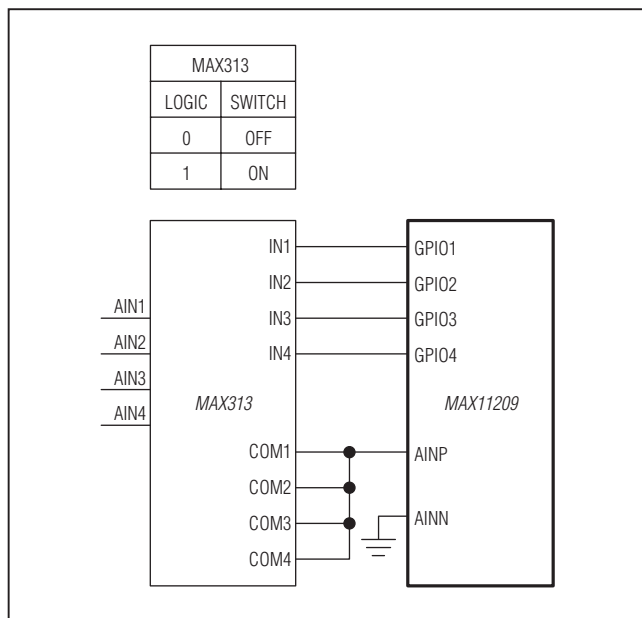 MAX313
LOGIC SWITCH
0 OFF
1 ON
IN1 GPIO1
IN2 GPIO2
AIN1 IN3 GPIO3
AIN2 IN4 GPIO4
AIN3 MAX313 MAX11209
AIN4
COM1 AINP
COM2
COM3 AINN
COM4